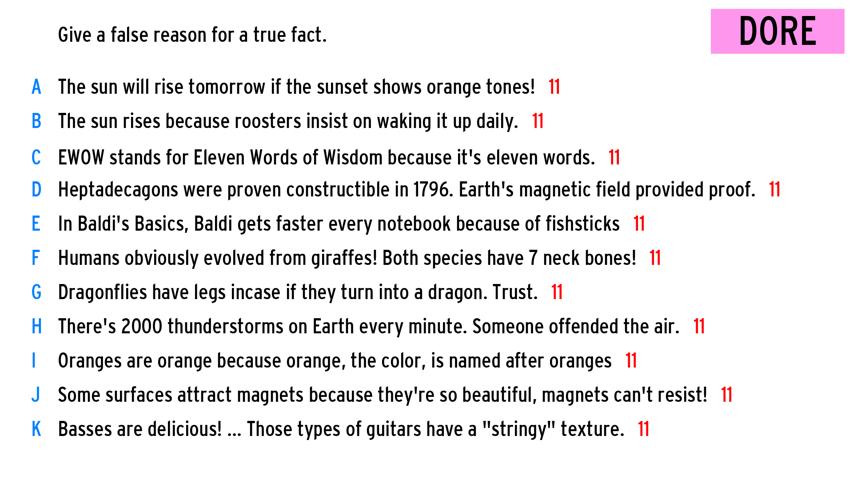 Give a false reason for a true fact.
DORE
A The sun will rise tomorrow if the sunset shows orange tones! 11
B The sun rises because roosters insist on waking it up daily. 11
C EWOW stands for Eleven Words of Wisdom because it's eleven words. 11
D Heptadecagons were proven constructible in 1796. Earth's magnetic field provided proof. 11
E In Baldi's Basics, Baldi gets faster every notebook because of fishsticks 11
F Humans obviously evolved from giraffes! Both species have 7 neck bones! 11
G Dragonflies have legs incase if they turn into a dragon. Trust. 11
H There's 2000 thunderstorms on Earth every minute. Someone offended the air. 11
I Oranges are orange because orange, the color, is named after oranges 11
J Some surfaces attract magnets because they're so beautiful, magnets can't resist! 11
K Basses are delicious! ... Those types of guitars have a "stringy" texture. 11